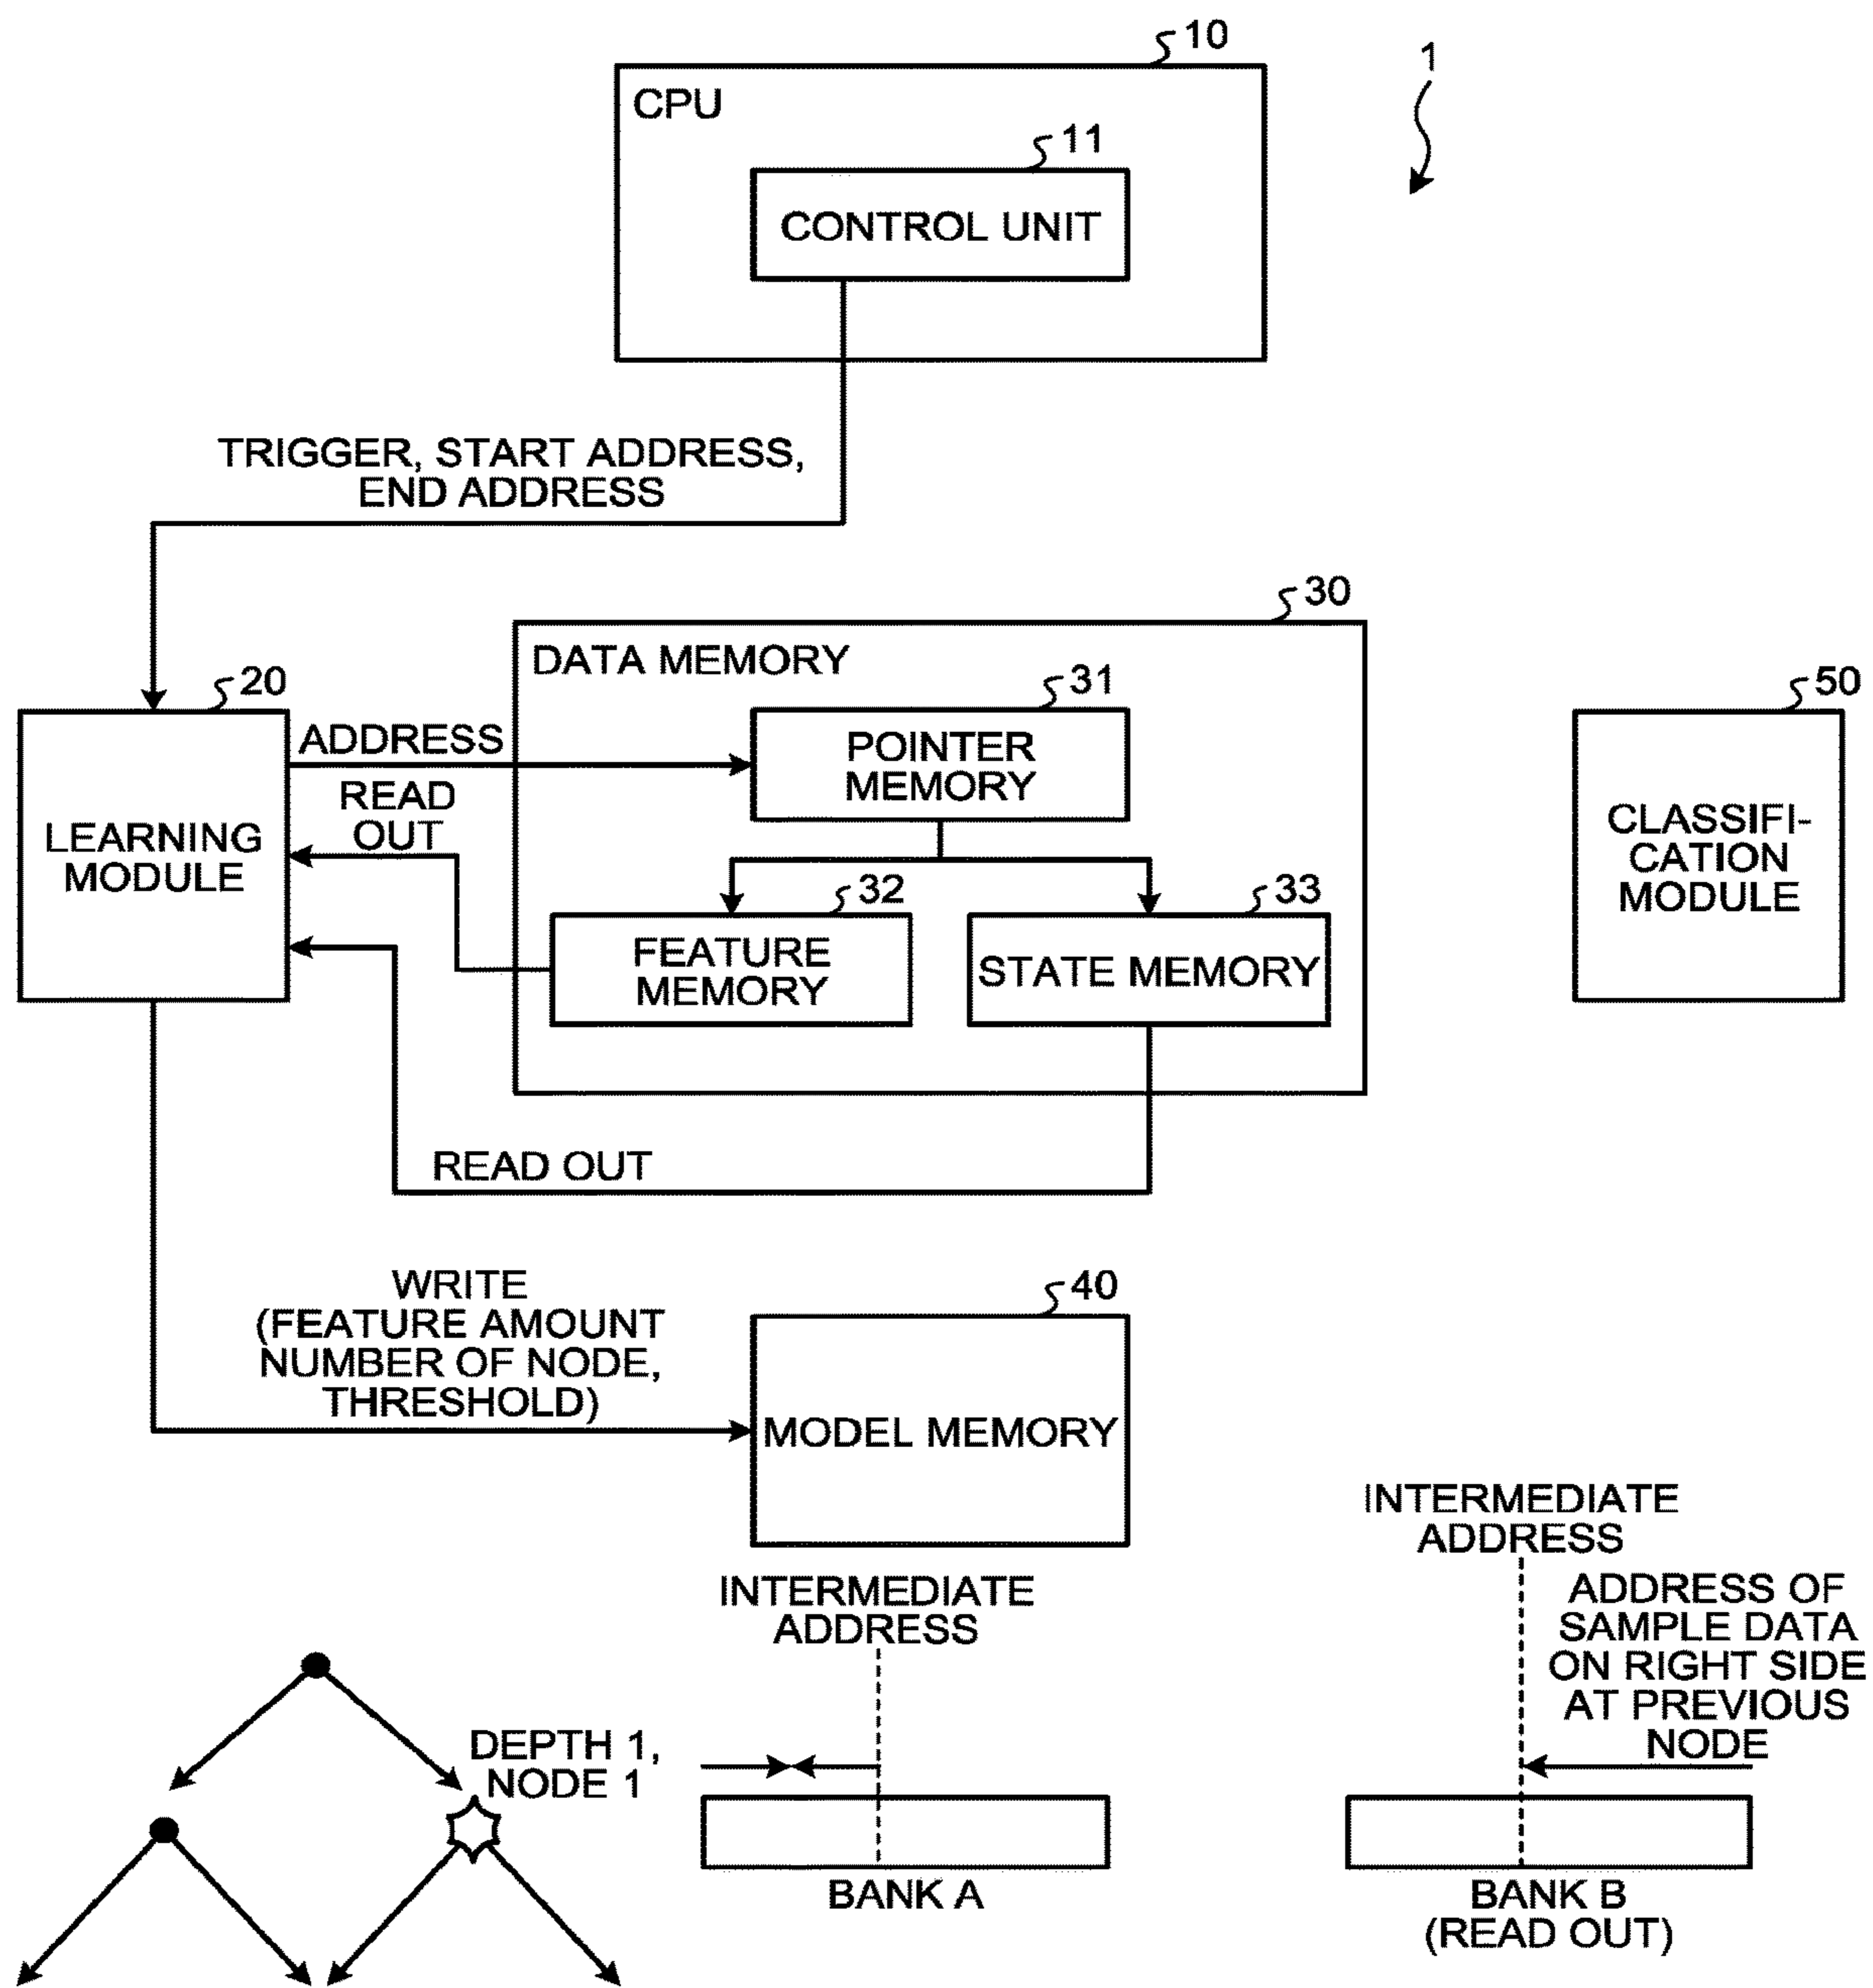 10
1
CPU
11
CONTROL UNIT
TRIGGER, START ADDRESS,
END ADDRESS
30
DATA MEMORY
20
31
50
ADDRESS
POINTER
MEMORY
READ
OUT
LEARNING
MODULE
CLASSIFI-
CATION
MODULE
32
33
FEATURE
MEMORY
STATE MEMORY
READ OUT
WRITE
(FEATURE AMOUNT
NUMBER OF NODE,
THRESHOLD)
40
MODEL MEMORY
INTERMEDIATE
ADDRESS
INTERMEDIATE
ADDRESS
ADDRESS OF
SAMPLE DATA
ON RIGHT SIDE
AT PREVIOUS
NODE
DEPTH 1,
NODE 1
BANK A
BANK B
(READ OUT)